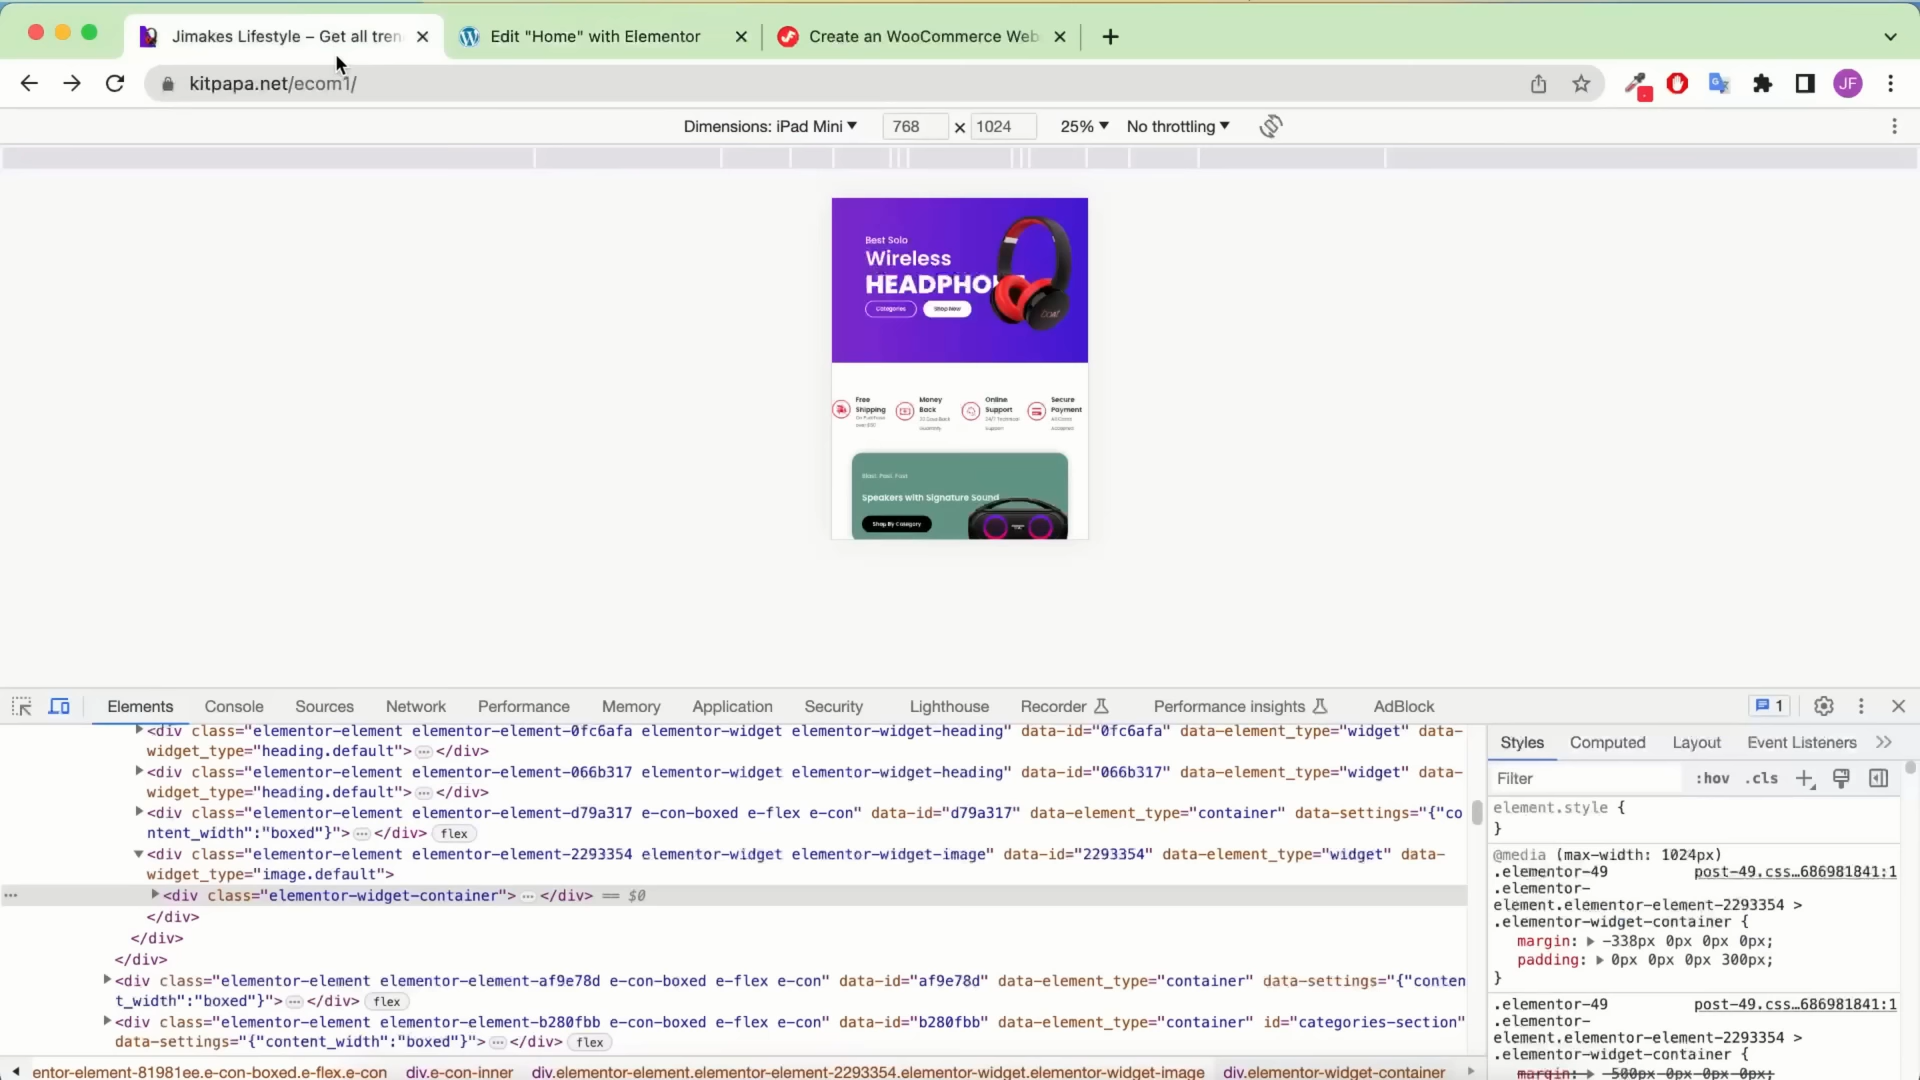 Jimakes Lifestyle – Get all tren
Edit "Home" with Elementor
Create an WooCommerce Web
kitpapa.net/ecom1/
JF
Dimensions: iPad Mini
768 × 1024
25%
No throttling
Best Solo
Wireless
HEADPHO
Categories
Shop Now
Free Shipping
Money Back
Online Support
24/7 Technical Support
Secure Payment
Speakers with Signature Sound
Shop By Category
Elements Console Sources Network Performance Memory Application Security Lighthouse Recorder Performance insights AdBlock
1
<div class="elementor-element elementor-element-0fc6afa elementor-widget elementor-widget-heading" data-id="0fc6afa" data-element_type="widget" data-
widget_type="heading.default"> … </div>
<div class="elementor-element elementor-element-066b317 elementor-widget elementor-widget-heading" data-id="066b317" data-element_type="widget" data-
widget_type="heading.default"> … </div>
<div class="elementor-element elementor-element-d79a317 e-con-boxed e-flex e-con" data-id="d79a317" data-element_type="container" data-settings="{"co
ntent_width":"boxed"}"> … </div> flex
<div class="elementor-element elementor-element-2293354 elementor-widget elementor-widget-image" data-id="2293354" data-element_type="widget" data-
widget_type="image.default">
… <div class="elementor-widget-container"> … </div> == $0
</div>
</div>
</div>
<div class="elementor-element elementor-element-af9e78d e-con-boxed e-flex e-con" data-id="af9e78d" data-element_type="container" data-settings="{"conten
t_width":"boxed"}"> … </div> flex
<div class="elementor-element elementor-element-b280fbb e-con-boxed e-flex e-con" data-id="b280fbb" data-element_type="container" id="categories-section"
data-settings="{"content_width":"boxed"}"> … </div> flex
entor-element-81981ee.e-con-boxed.e-flex.e-con div.e-con-inner div.elementor-element.elementor-element-2293354.elementor-widget.elementor-widget-image div.elementor-widget-container
Styles Computed Layout Event Listeners
Filter :hov .cls
element.style {
}
@media (max-width: 1024px)
.elementor-49 post-49.css…686981841:1
.elementor-
element.elementor-element-2293354 >
.elementor-widget-container {
margin: -338px 0px 0px 0px;
padding: 0px 0px 0px 300px;
}
.elementor-49 post-49.css…686981841:1
.elementor-
element.elementor-element-2293354 >
.elementor-widget-container {
margin: -500px 0px 0px 0px;